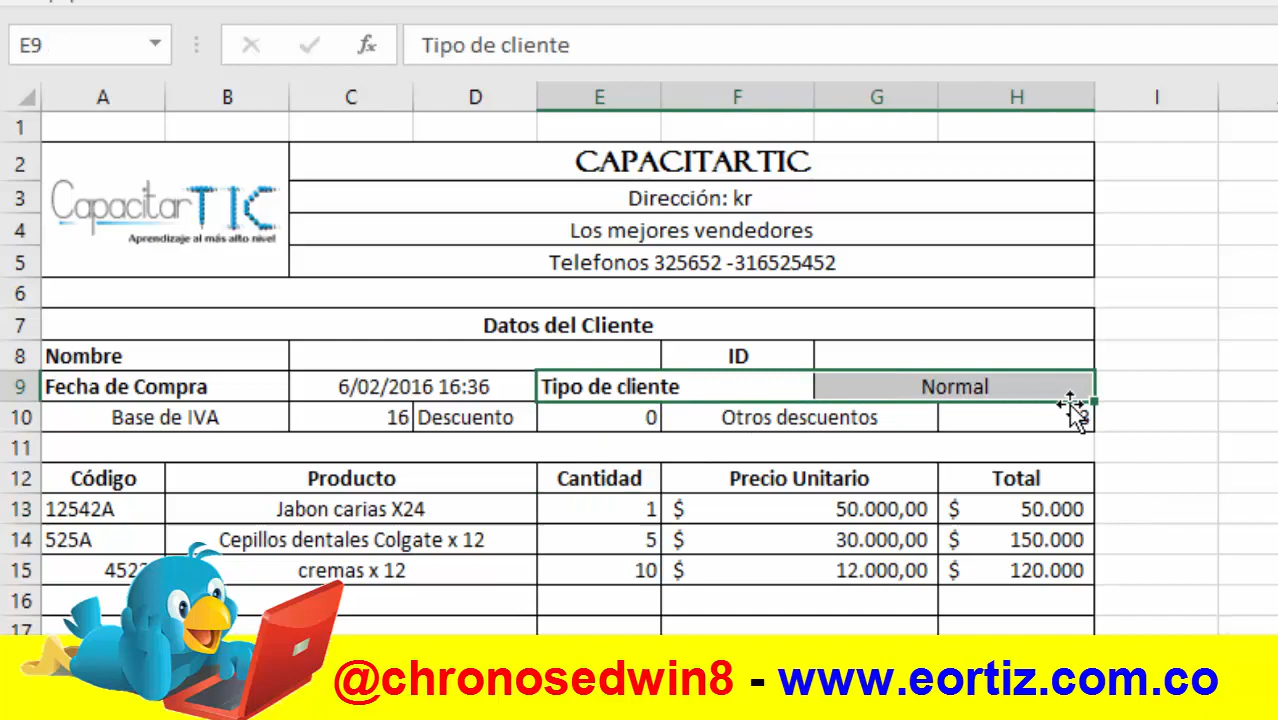 E9 fx Tipo de cliente
A B C D E F G H I
1
2 CAPACITARTIC
CapacitarTIC
Aprendizaje al más alto nivel
3 Dirección: kr
4 Los mejores vendedores
5 Telefonos 325652 -316525452
6
7 Datos del Cliente
8 Nombre ID
9 Fecha de Compra 6/02/2016 16:36 Tipo de cliente Normal
10 Base de IVA 16 Descuento 0 Otros descuentos
11
12 Código Producto Cantidad Precio Unitario Total
13 12542A Jabon carias X24 1 $ 50.000,00 $ 50.000
14 525A Cepillos dentales Colgate x 12 5 $ 30.000,00 $ 150.000
15 cremas x 12 10 $ 12.000,00 $ 120.000
16
17
@chronosedwin8 - www.eortiz.com.co